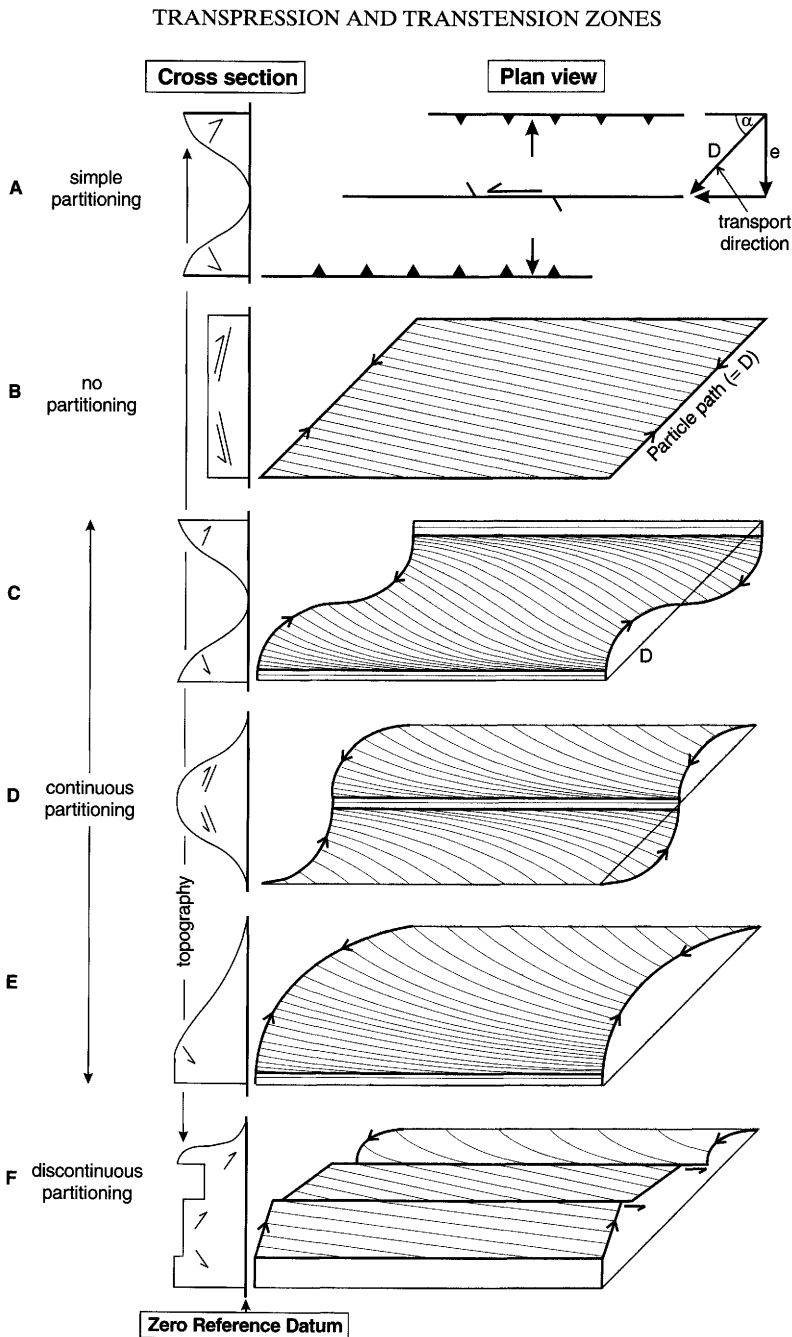 TRANSPRESSION AND TRANSTENSION ZONES
Cross section
Plan view
A
simple
partitioning
α
D
e
transport
direction
B
no
partitioning
Particle path (= D)
C
D
D
continuous
partitioning
topography
E
F
discontinuous
partitioning
Zero Reference Datum